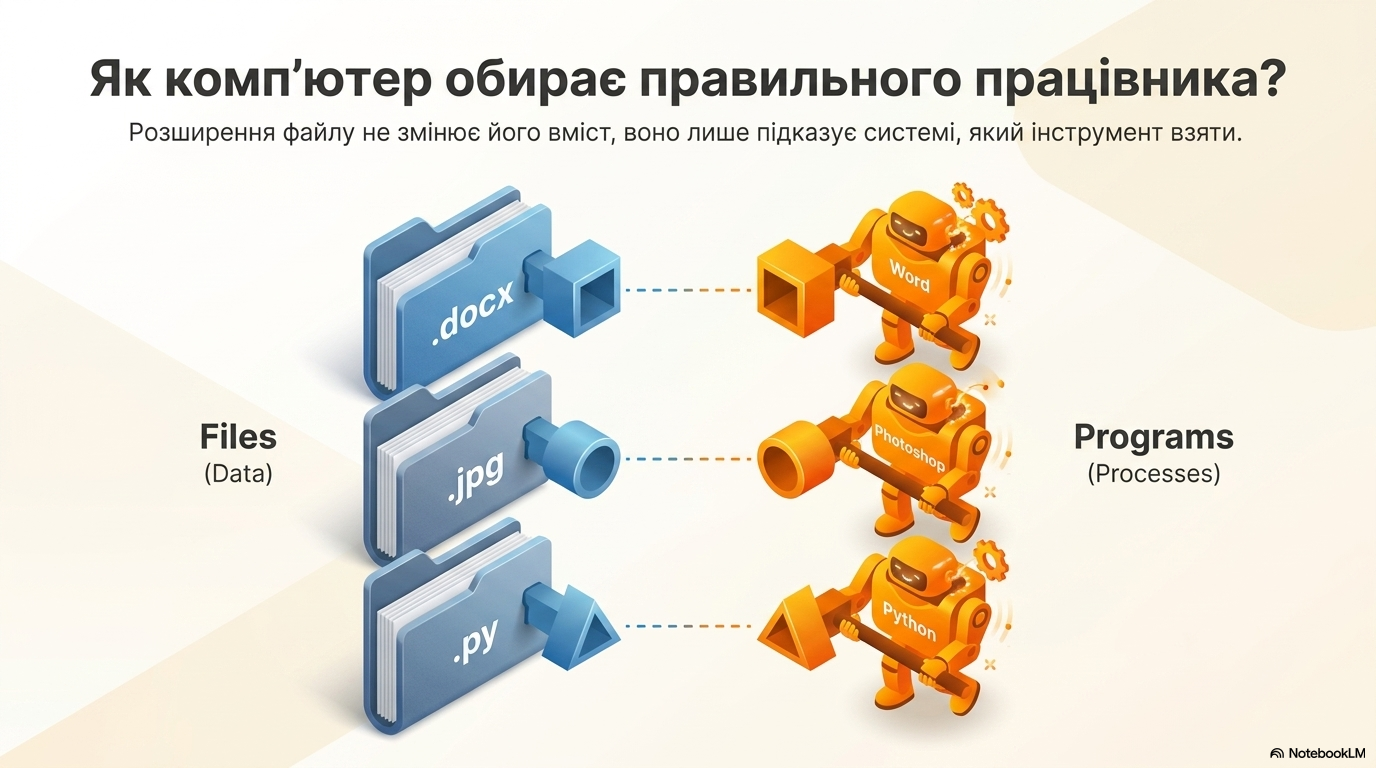 Як комп’ютер обирає правильного працівника?
Розширення файлу не змінює його вміст, воно лише підказує системі, який інструмент взяти.
.docx
Word
Files
(Data)
.jpg
Photoshop
Programs
(Processes)
.py
Python
NotebookLM